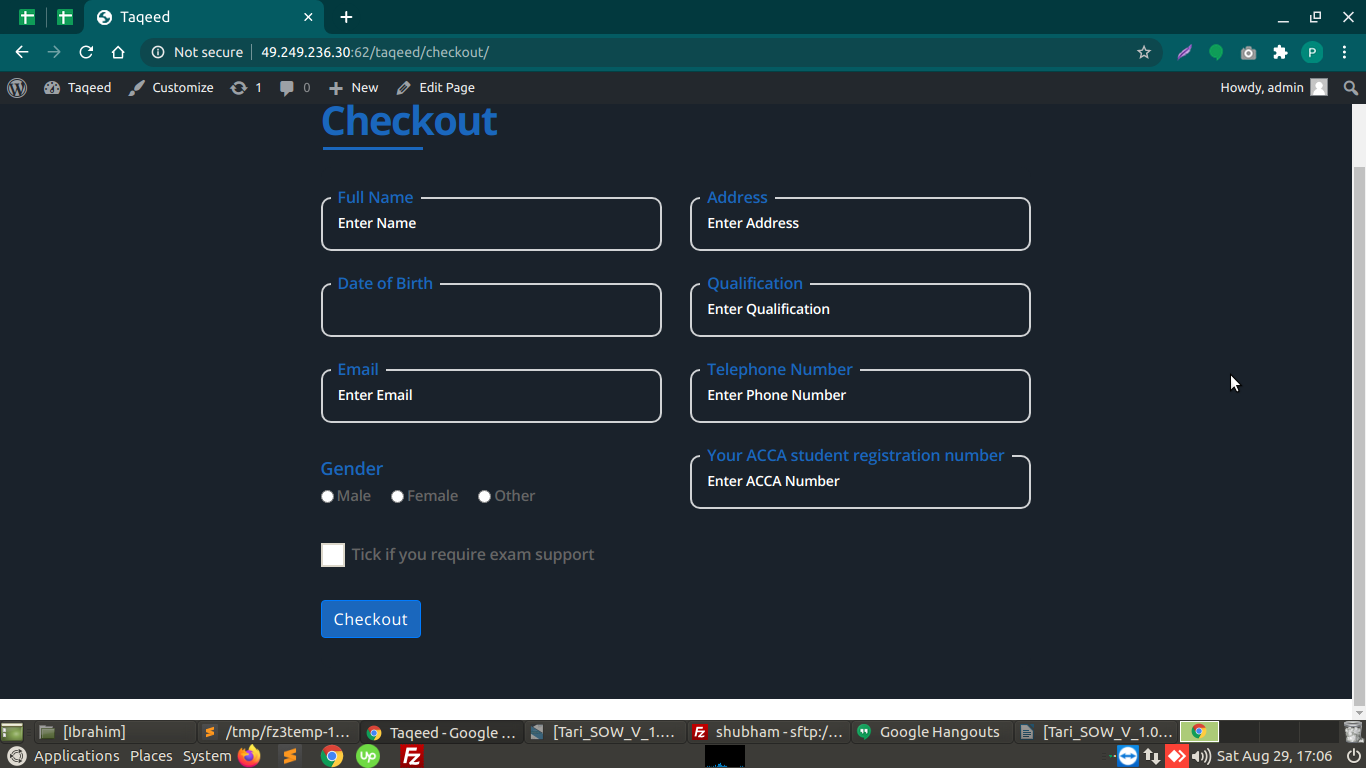 Taqeed
Not secure 49.249.236.30:62/taqeed/checkout/
P
Taqeed Customize 1 0 New Edit Page Howdy, admin
Checkout
Full Name Address
Enter Name Enter Address
Date of Birth Qualification
Enter Qualification
Email Telephone Number
Enter Email Enter Phone Number
Gender Your ACCA student registration number
Male Female Other Enter ACCA Number
Tick if you require exam support
Checkout
[Ibrahim] /tmp/fz3temp-1... Taqeed - Google ... [Tari_SOW_V_1.... shubham - sftp:/... Google Hangouts [Tari_SOW_V_1.0...
Applications Places System Up Fz Sat Aug 29, 17:06